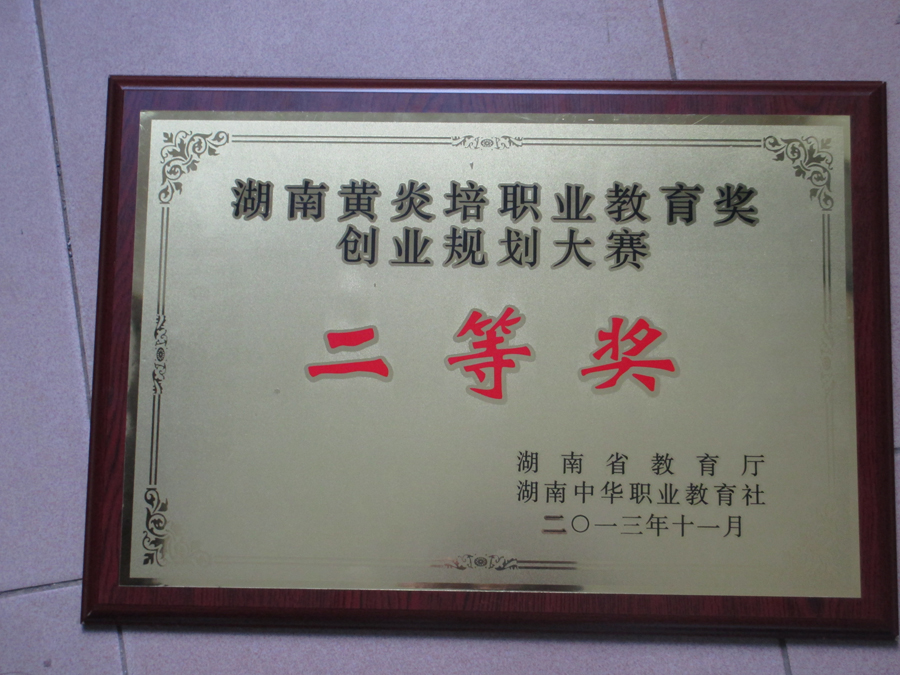 湖南黄炎培职业教育奖
创业规划大赛
二等奖
湖南省教育厅
湖南中华职业教育社
二〇一三年十一月